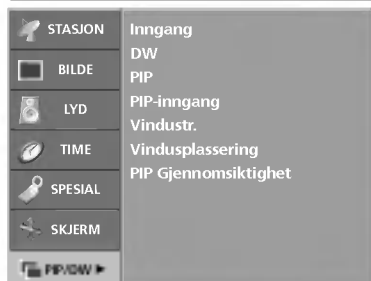 STASJON
BILDE
LYD
TIME
SPESIAL
SKJERM
PIP/DW ►
Inngang
DW
PIP
PIP-inngang
Vindustr.
Vindusplassering
PIP Gjennomsiktighet